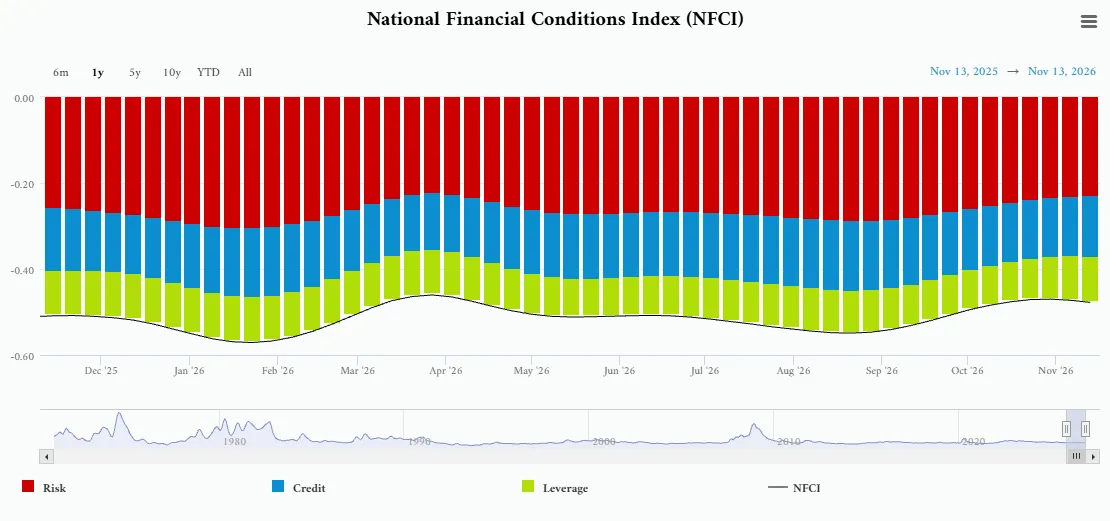 National Financial Conditions Index (NFCI)
6m 1y 5y 10y YTD All
Nov 13, 2025 → Nov 13, 2026
0.00
-0.20
-0.40
-0.60
Dec '25 Jan '26 Feb '26 Mar '26 Apr '26 May '26 Jun '26 Jul '26 Aug '26 Sep '26 Oct '26 Nov '26
1980 1990 2000 2010 2020
Risk Credit Leverage NFCI